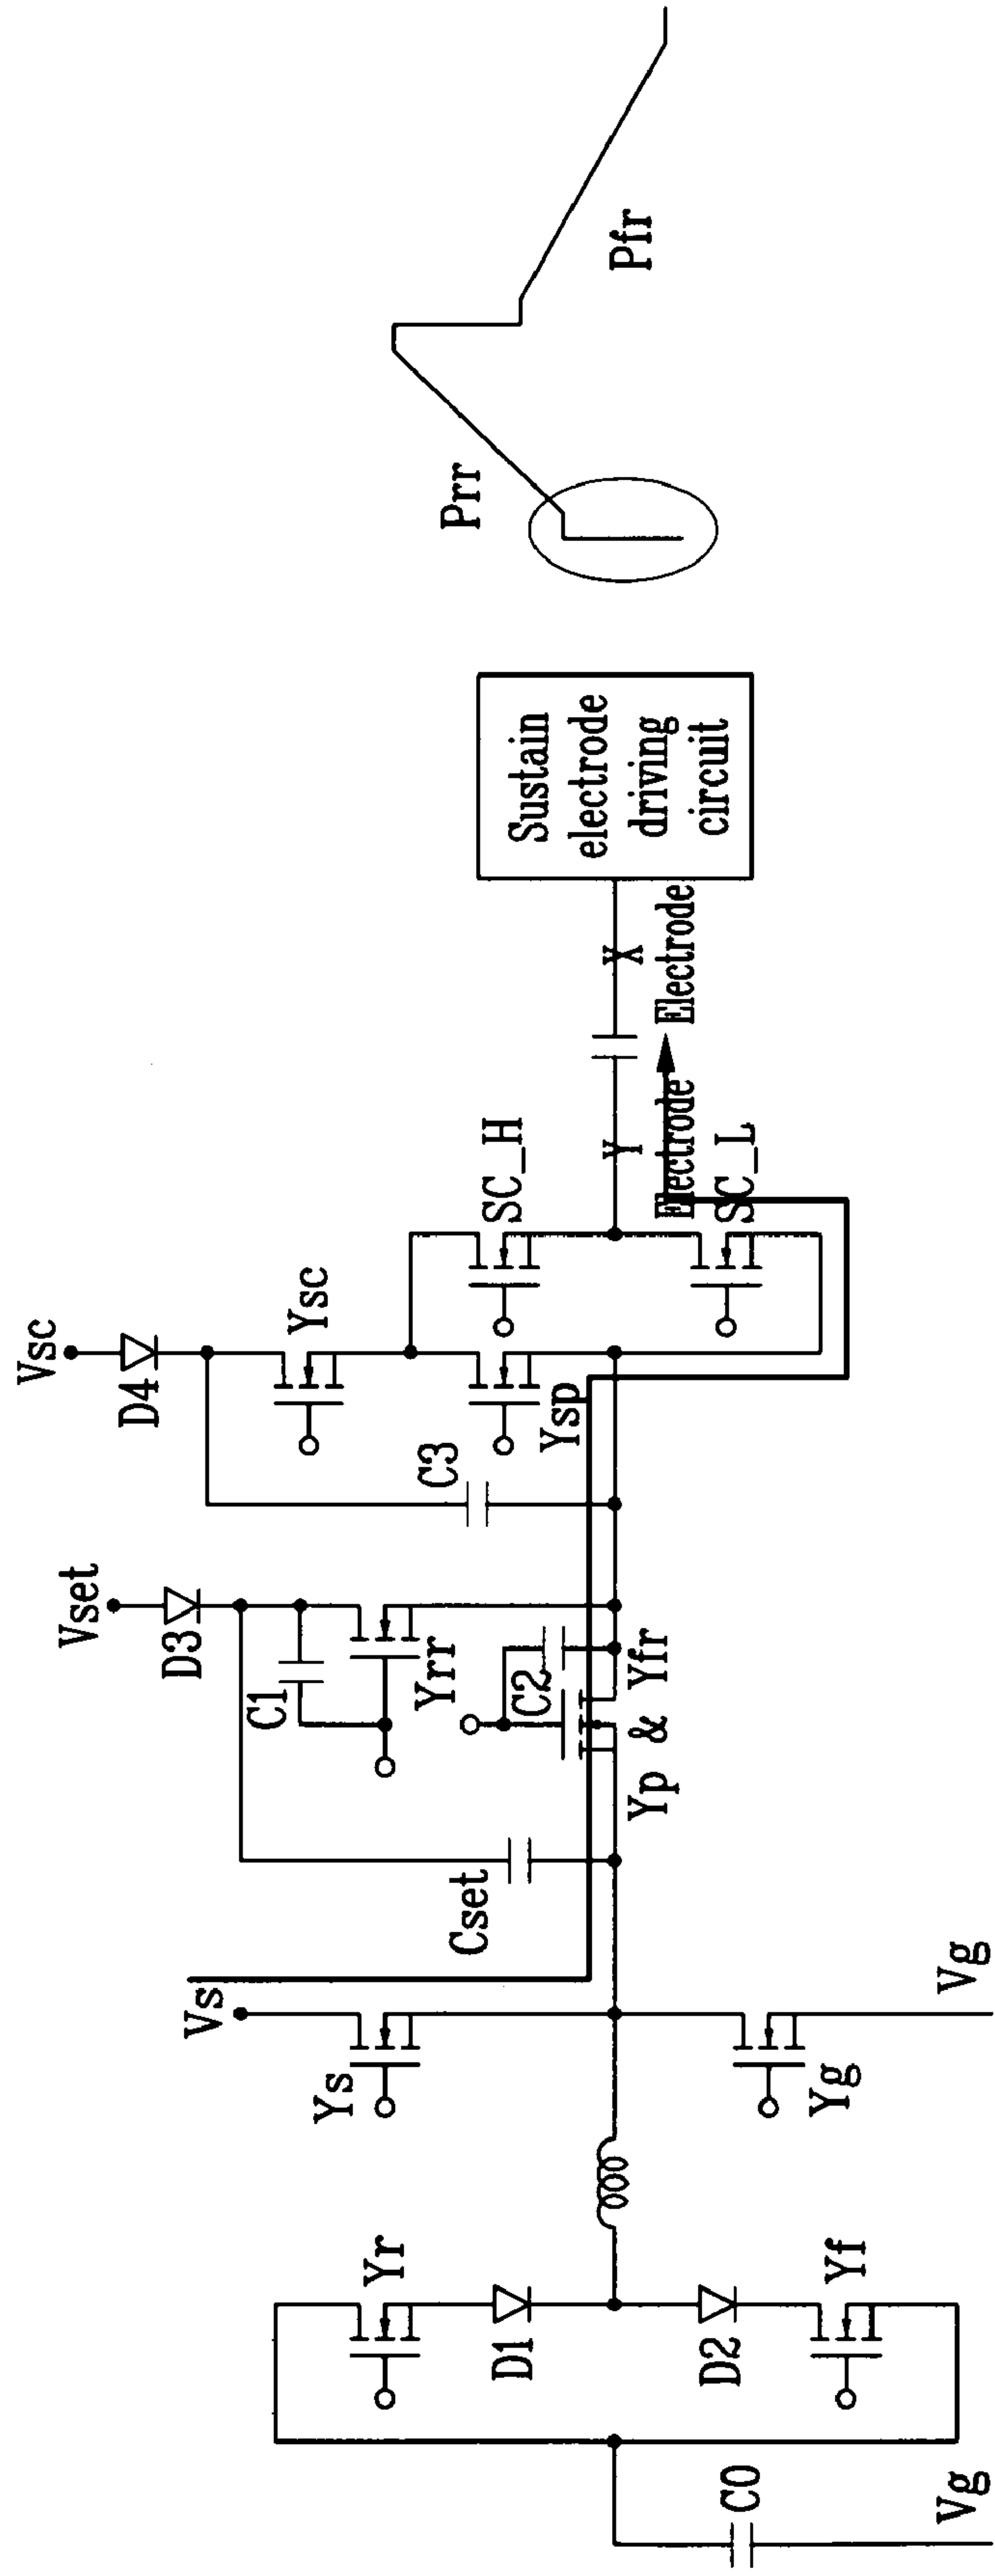 Vg
C0
Yr
D1
D2
Yf
Vs
Ys
Yg
Vg
Cset
Vset
D3
C1
Yrr
C2
Yp & Yfr
Vsc
D4
C3
Ysc
Ysp
SC_H
SC_L
Y
Electrode
X
Electrode
Sustain
electrode
driving
circuit
Prr
Pfr